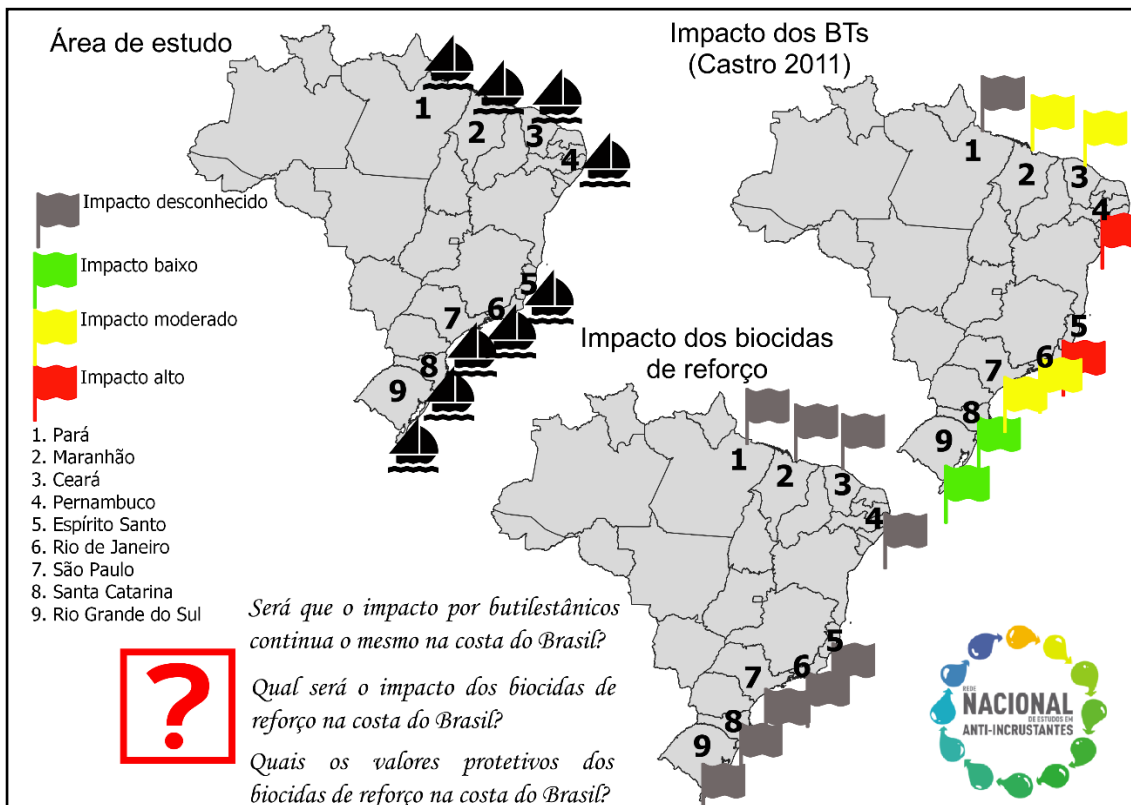 Área de estudo
1
2
3
4
5
6
7
8
9
Impacto desconhecido
Impacto baixo
Impacto moderado
Impacto alto
1. Pará
2. Maranhão
3. Ceará
4. Pernambuco
5. Espírito Santo
6. Rio de Janeiro
7. São Paulo
8. Santa Catarina
9. Rio Grande do Sul
Impacto dos BTs
(Castro 2011)
1
2
3
4
5
6
7
8
9
Impacto dos biocidas
de reforço
1
2
3
4
5
6
7
8
9
?
Será que o impacto por butilestânicos
continua o mesmo na costa do Brasil?
Qual será o impacto dos biocidas de
reforço na costa do Brasil?
Quais os valores protetivos dos
biocidas de reforço na costa do Brasil?
REDE
NACIONAL
DE ESTUDOS EM
ANTI-INCRUSTANTES